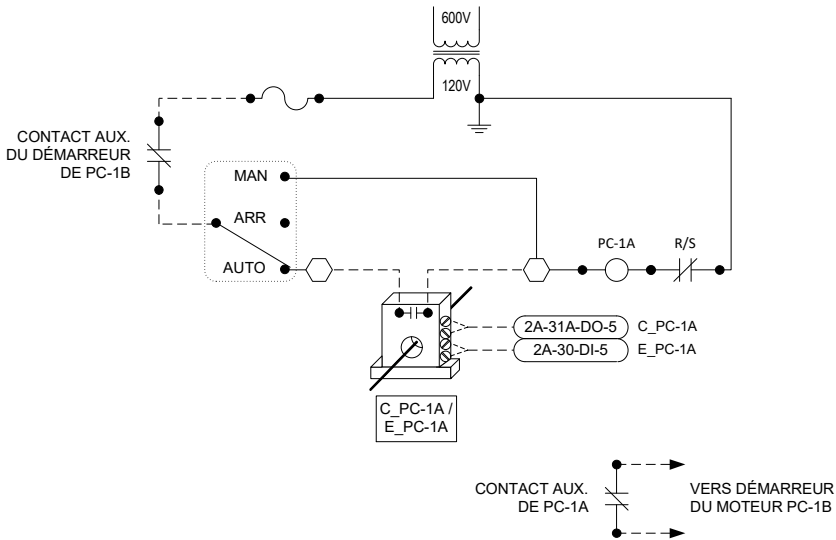 600V
120V
CONTACT AUX.
DU DÉMARREUR
DE PC-1B
MAN
ARR
AUTO
PC-1A
R/S
2A-31A-DO-5
C_PC-1A
2A-30-DI-5
E_PC-1A
C_PC-1A /
E_PC-1A
CONTACT AUX.
DE PC-1A
VERS DÉMARREUR
DU MOTEUR PC-1B